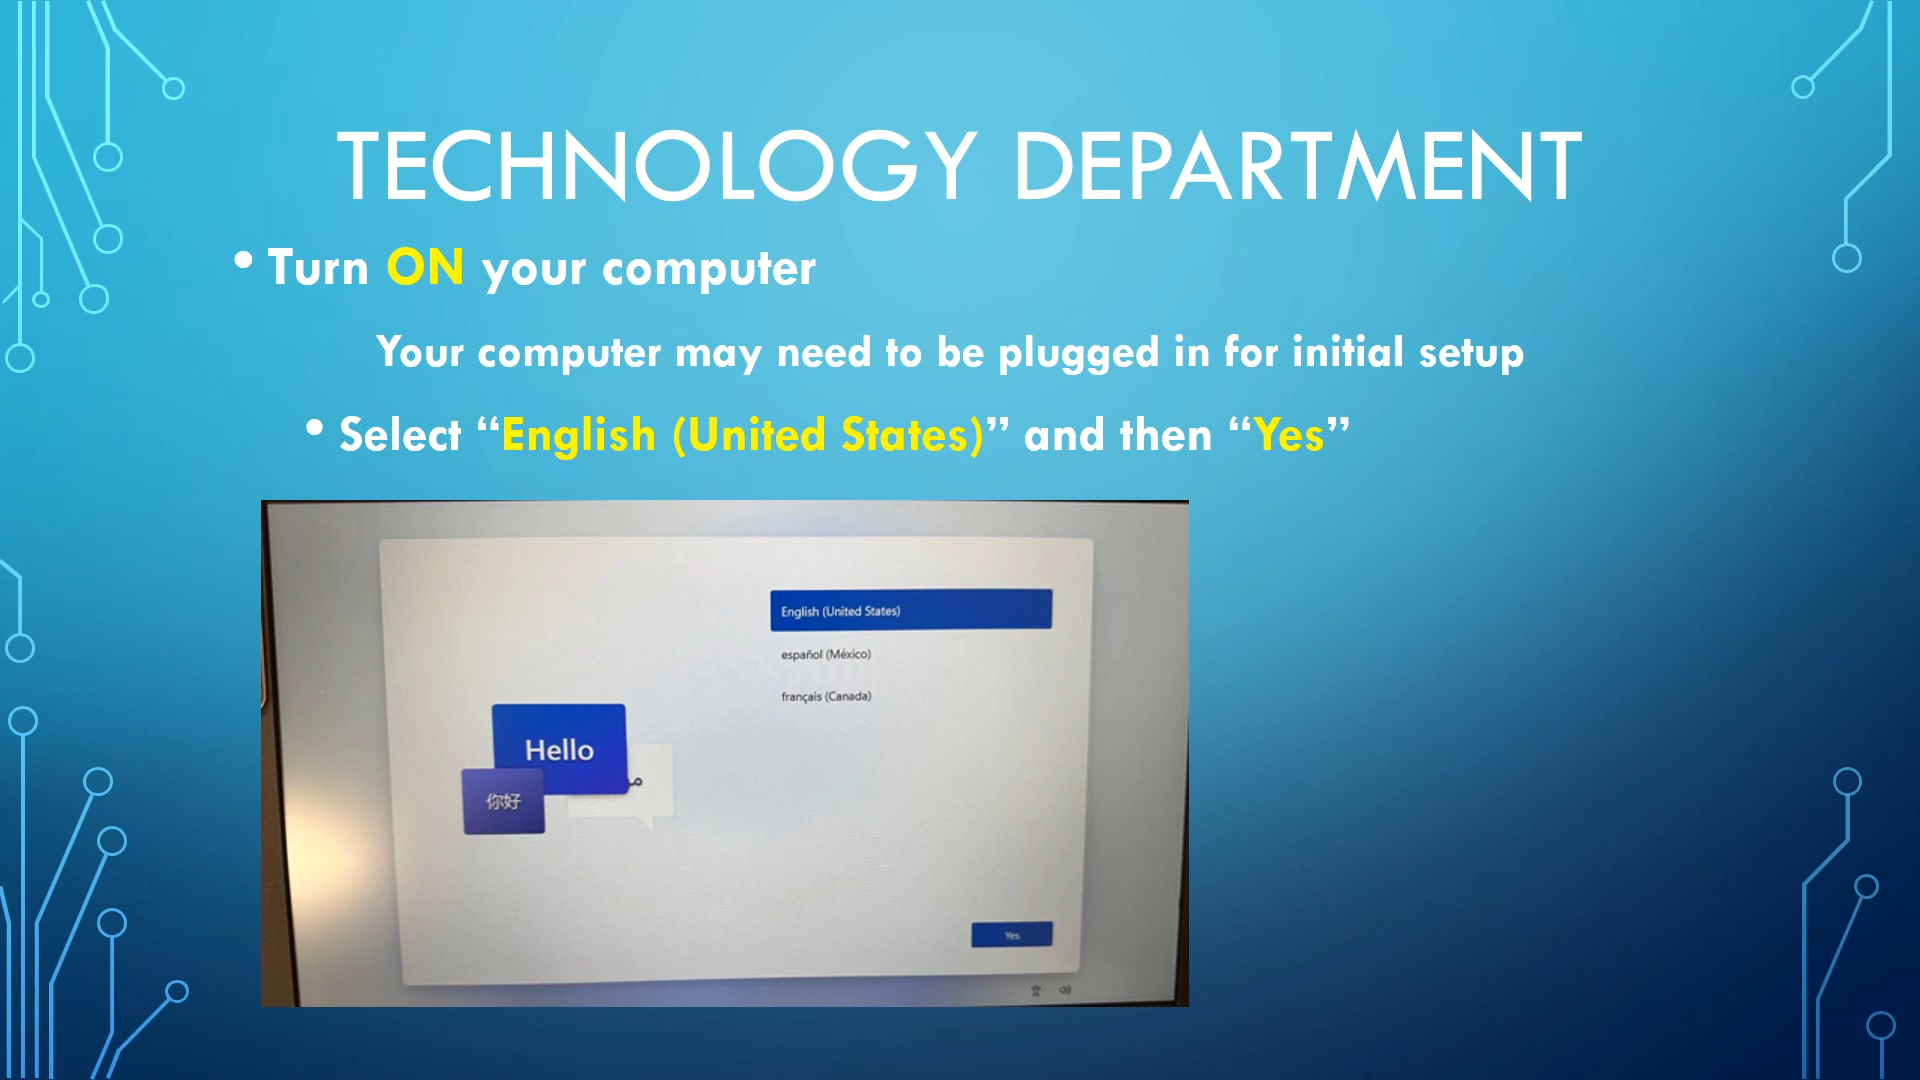 TECHNOLOGY DEPARTMENT
• Turn ON your computer
Your computer may need to be plugged in for initial setup
• Select “English (United States)” and then “Yes”
English (United States)
español (México)
français (Canada)
Hello
你好
Yes